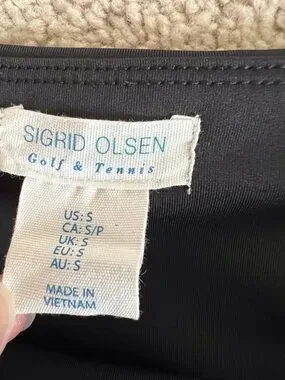 SIGRID OLSEN
Golf & Tennis
US: S
CA: S/P
UK: S
EU: S
AU: S
MADE IN
VIETNAM